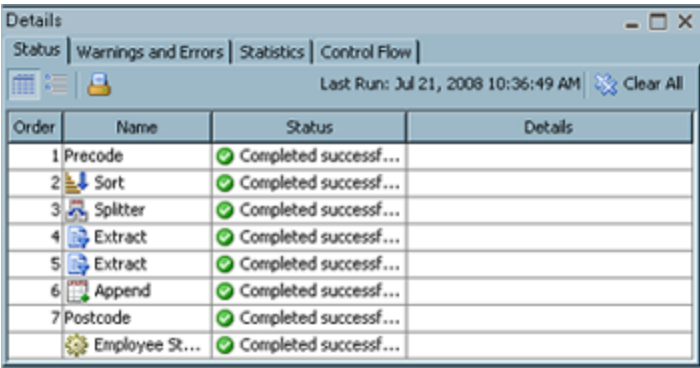 Details
Status Warnings and Errors Statistics Control Flow
Last Run: Jul 21, 2008 10:36:49 AM Clear All
Order Name Status Details
1 Precode Completed successf...
2 Sort Completed successf...
3 Splitter Completed successf...
4 Extract Completed successf...
5 Extract Completed successf...
6 Append Completed successf...
7 Postcode Completed successf...
Employee St... Completed successf...